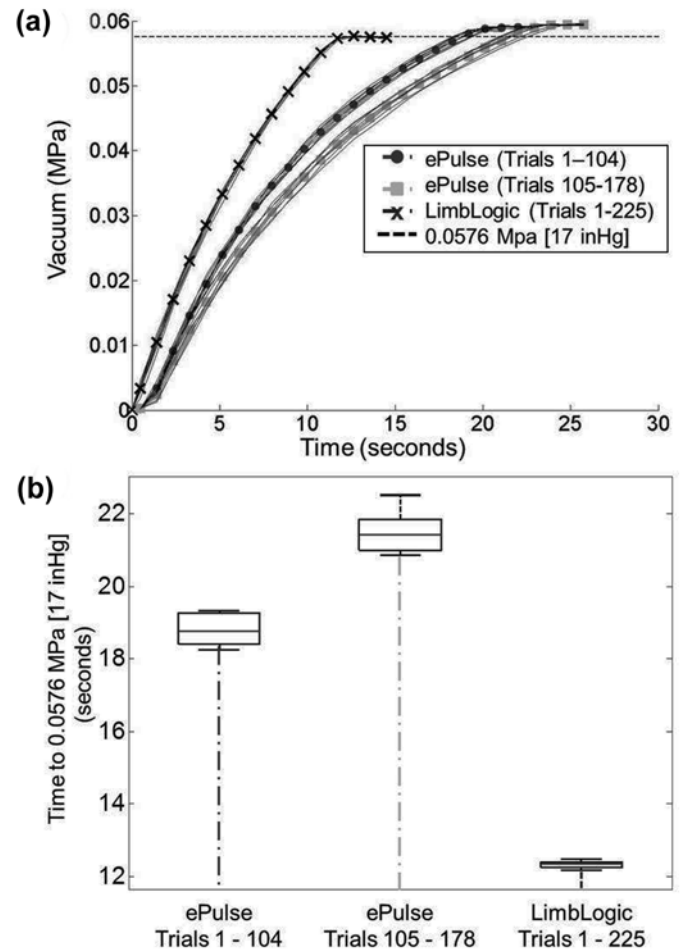 (a)
0.06
0.05
0.04
0.03
0.02
0.01
0
Vacuum (MPa)
ePulse (Trials 1–104)
ePulse (Trials 105-178)
LimbLogic (Trials 1-225)
0.0576 Mpa [17 inHg]
0 5 10 15 20 25 30
Time (seconds)
(b)
22
20
18
16
14
12
Time to 0.0576 MPa [17 inHg]
(seconds)
ePulse ePulse LimbLogic
Trials 1 - 104 Trials 105 - 178 Trials 1 - 225